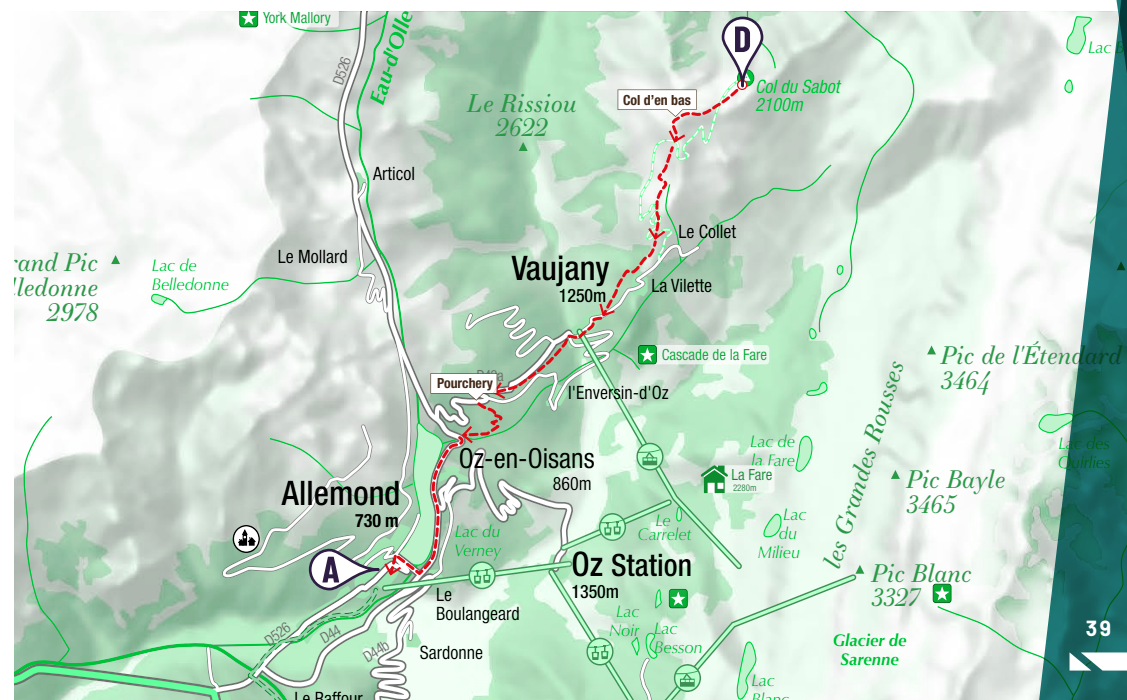 York Mallory
D526
Eau-d'Olle
Lac
D
Col du Sabot
2100m
Col d'en bas
Le Rissiou
2622
Articol
Le Collet
Le Mollard
rand Pic
lledonne
2978
Lac de
Belledonne
Vaujany
1250m
La Vilette
Cascade de la Fare
Pic de l'Étendard
3464
Pourchery
l'Enversin-d'Oz
les Grandes Rousses
Lac de
la Fare
Lac des
Quirlies
Oz-en-Oisans
860m
La Fare
2280m
Pic Bayle
3465
Allemond
730 m
Lac du
Verney
Le
Carrelet
Lac
du
Milieu
A
Oz Station
1350m
Pic Blanc
3327
Le
Boulangeard
Lac
Noir
Lac
Besson
39
D526
D44
D44b
Sardonne
Glacier de
Sarenne
Le Raffour
Lac
Blanc